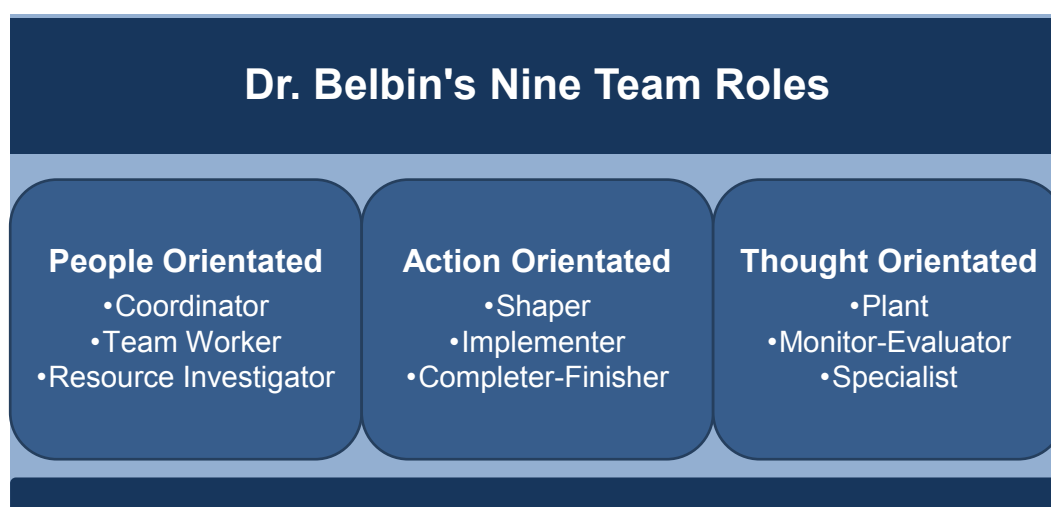 Dr. Belbin's Nine Team Roles
People Orientated
•Coordinator
•Team Worker
•Resource Investigator
Action Orientated
•Shaper
•Implementer
•Completer-Finisher
Thought Orientated
•Plant
•Monitor-Evaluator
•Specialist